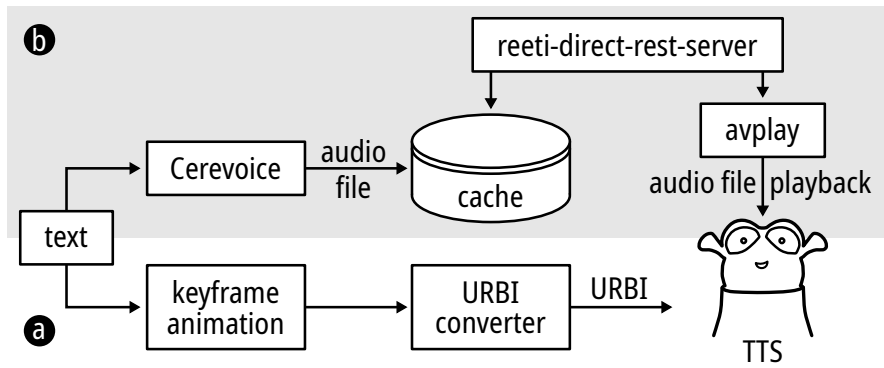 b
reeti-direct-rest-server
avplay
Cerevoice
audio
file
cache
audio file playback
text
keyframe
animation
URBI
converter
URBI
a
TTS